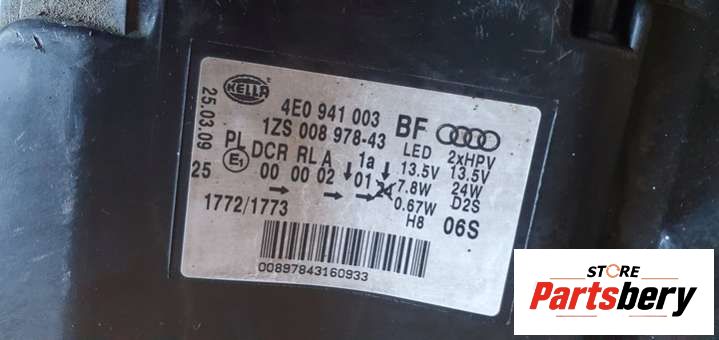 HELLA
4E0 941 003 BF
25.03.09
1ZS 008 978-43
LED 2xHPV
PL DCR RL A 1a 13.5V 13.5V
E1 00 00 02 01 24 7.8W 24W
25 0.67W D2S
1772/1773 H8 06S
00897843160933
STORE
Partsbery